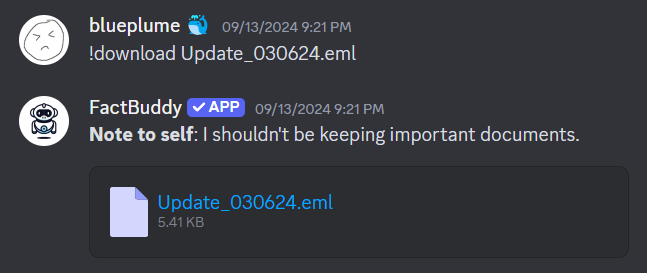 blueplume 🐳 09/13/2024 9:21 PM
!download Update_030624.eml
FactBuddy ✓ APP 09/13/2024 9:21 PM
Note to self: I shouldn't be keeping important documents.
Update_030624.eml
5.41 KB